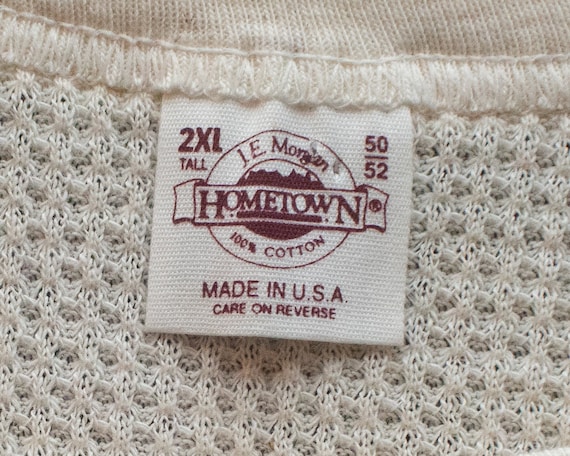 2XL
TALL
J.E. Morgan
50
52
HOMETOWN®
100% COTTON
MADE IN U.S.A.
CARE ON REVERSE